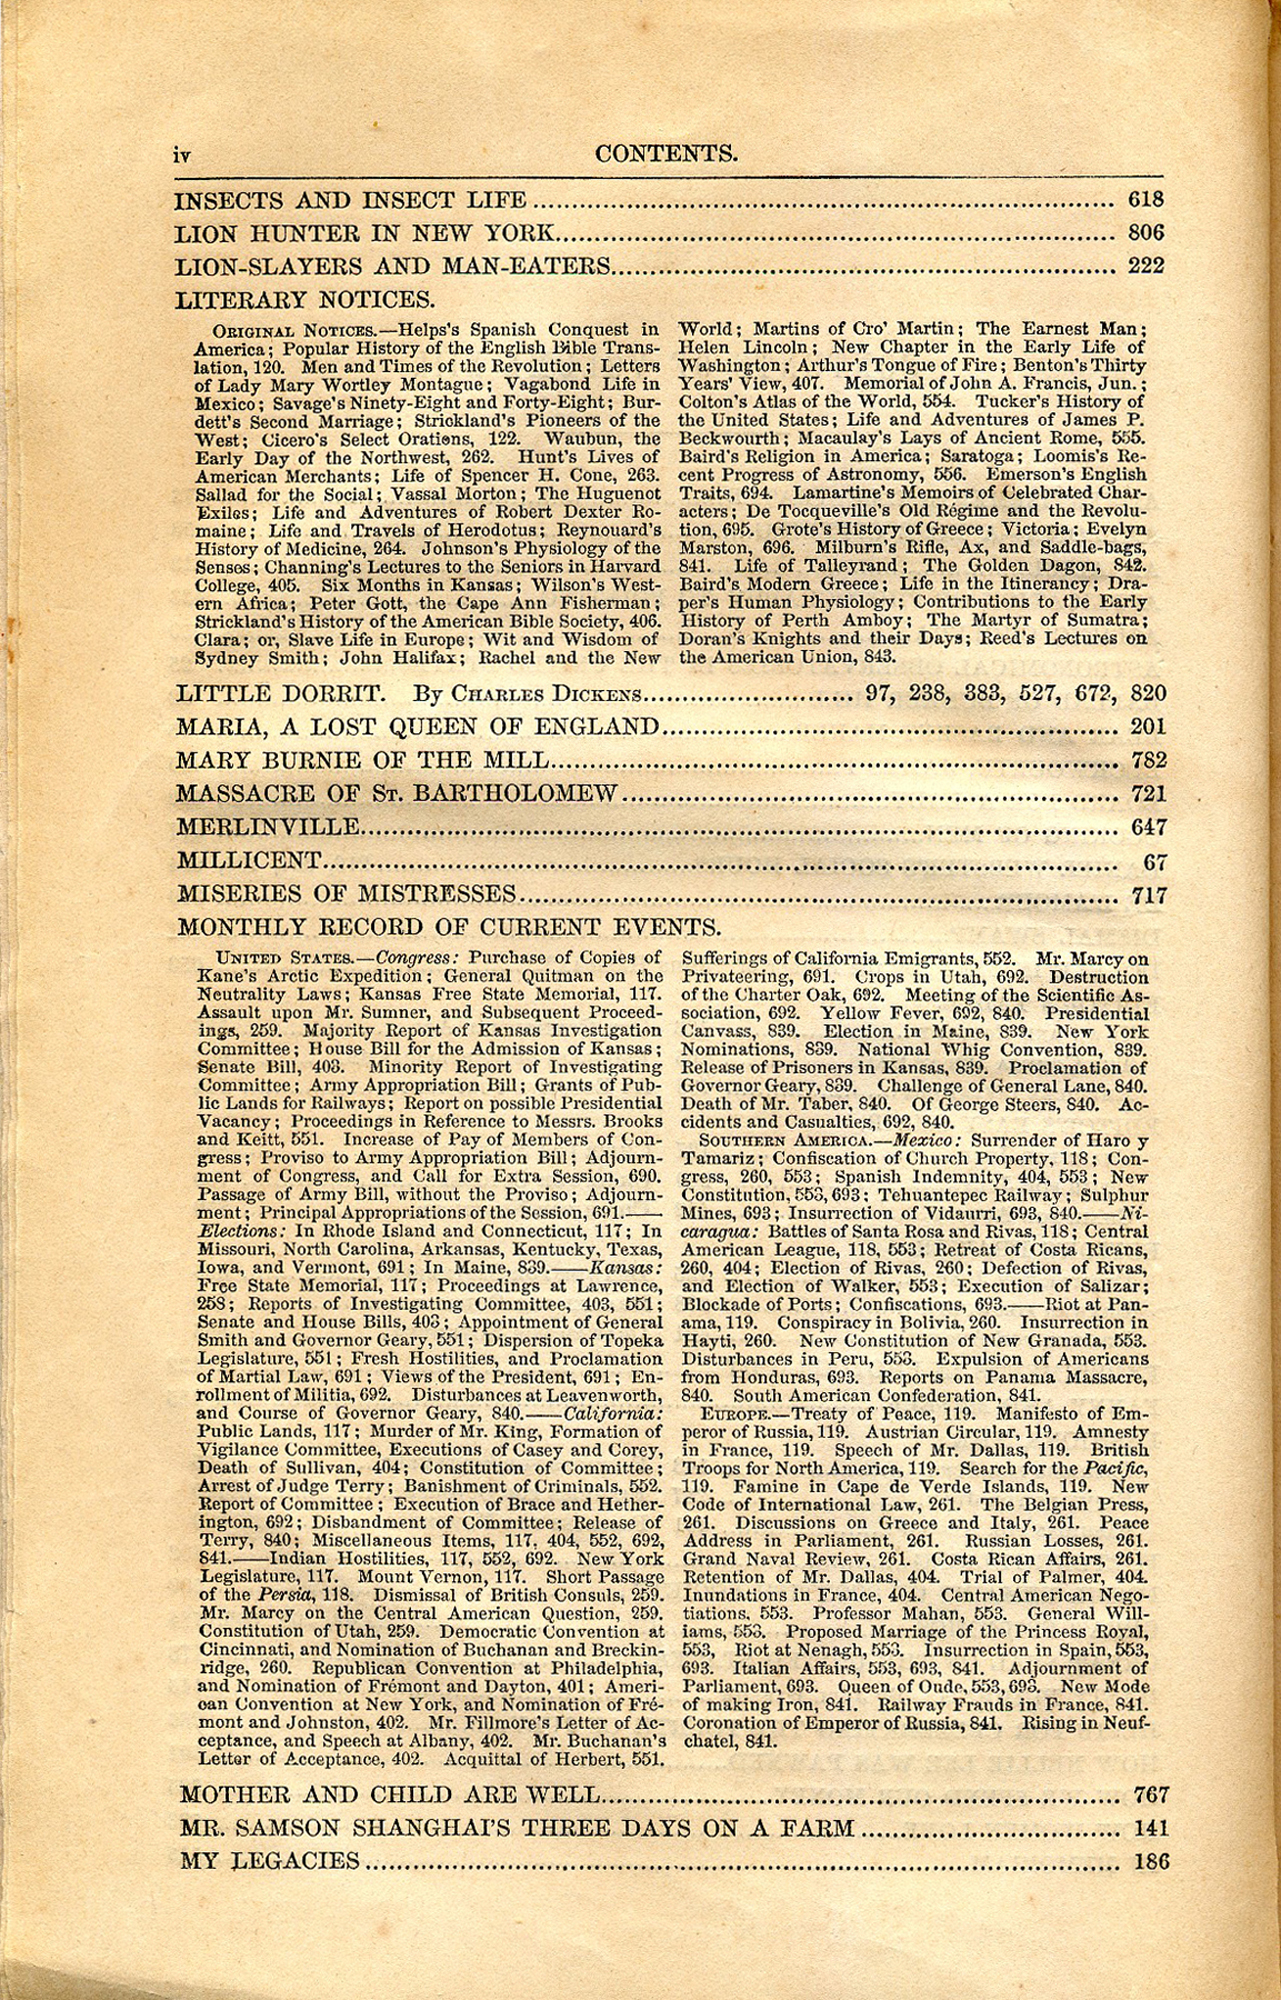 iv
CONTENTS.
INSECTS AND INSECT LIFE ........ 618
LION HUNTER IN NEW YORK........ 806
LION-SLAYERS AND MAN-EATERS........ 222
LITERARY NOTICES.
ORIGINAL NOTICES.—Helps's Spanish Conquest in
America; Popular History of the English Bible Trans-
lation, 120. Men and Times of the Revolution; Letters
of Lady Mary Wortley Montague; Vagabond Life in
Mexico; Savage's Ninety-Eight and Forty-Eight; Bur-
dett's Second Marriage; Strickland's Pioneers of the
West; Cicero's Select Orations, 122. Waubun, the
Early Day of the Northwest, 262. Hunt's Lives of
American Merchants; Life of Spencer H. Cone, 263.
Sallad for the Social; Vassal Morton; The Huguenot
Exiles; Life and Adventures of Robert Dexter Ro-
maine; Life and Travels of Herodotus; Reynouard's
History of Medicine, 264. Johnson's Physiology of the
Senses; Channing's Lectures to the Seniors in Harvard
College, 405. Six Months in Kansas; Wilson's West-
ern Africa; Peter Gott, the Cape Ann Fisherman;
Strickland's History of the American Bible Society, 406.
Clara; or, Slave Life in Europe; Wit and Wisdom of
Sydney Smith; John Halifax; Rachel and the New
World; Martins of Cro' Martin; The Earnest Man;
Helen Lincoln; New Chapter in the Early Life of
Washington; Arthur's Tongue of Fire; Benton's Thirty
Years' View, 407. Memorial of John A. Francis, Jun.;
Colton's Atlas of the World, 554. Tucker's History of
the United States; Life and Adventures of James P.
Beckwourth; Macaulay's Lays of Ancient Rome, 555.
Baird's Religion in America; Saratoga; Loomis's Re-
cent Progress of Astronomy, 556. Emerson's English
Traits, 694. Lamartine's Memoirs of Celebrated Char-
acters; De Tocqueville's Old Régime and the Revolu-
tion, 695. Grote's History of Greece; Victoria; Evelyn
Marston, 696. Milburn's Rifle, Ax, and Saddle-bags,
841. Life of Talleyrand; The Golden Dagon, 842.
Baird's Modern Greece; Life in the Itinerancy; Dra-
per's Human Physiology; Contributions to the Early
History of Perth Amboy; The Martyr of Sumatra;
Doran's Knights and their Days; Reed's Lectures on
the American Union, 843.
LITTLE DORRIT. By CHARLES DICKENS........ 97, 238, 383, 527, 672, 820
MARIA, A LOST QUEEN OF ENGLAND........ 201
MARY BURNIE OF THE MILL........ 782
MASSACRE OF ST. BARTHOLOMEW........ 721
MERLINVILLE........ 647
MILLICENT........ 67
MISERIES OF MISTRESSES........ 717
MONTHLY RECORD OF CURRENT EVENTS.
UNITED STATES.—Congress: Purchase of Copies of
Kane's Arctic Expedition; General Quitman on the
Neutrality Laws; Kansas Free State Memorial, 117.
Assault upon Mr. Sumner, and Subsequent Proceed-
ings, 259. Majority Report of Kansas Investigation
Committee; House Bill for the Admission of Kansas;
Senate Bill, 403. Minority Report of Investigating
Committee; Army Appropriation Bill; Grants of Pub-
lic Lands for Railways; Report on possible Presidential
Vacancy; Proceedings in Reference to Messrs. Brooks
and Keitt, 551. Increase of Pay of Members of Con-
gress; Proviso to Army Appropriation Bill; Adjourn-
ment of Congress, and Call for Extra Session, 690.
Passage of Army Bill, without the Proviso; Adjourn-
ment; Principal Appropriations of the Session, 691.——
Elections: In Rhode Island and Connecticut, 117; In
Missouri, North Carolina, Arkansas, Kentucky, Texas,
Iowa, and Vermont, 691; In Maine, 839.——Kansas:
Free State Memorial, 117; Proceedings at Lawrence,
258; Reports of Investigating Committee, 403, 551;
Senate and House Bills, 403; Appointment of General
Smith and Governor Geary, 551; Dispersion of Topeka
Legislature, 551; Fresh Hostilities, and Proclamation
of Martial Law, 691; Views of the President, 691; En-
rollment of Militia, 692. Disturbances at Leavenworth,
and Course of Governor Geary, 840.——California:
Public Lands, 117; Murder of Mr. King, Formation of
Vigilance Committee, Executions of Casey and Corey,
Death of Sullivan, 404; Constitution of Committee;
Arrest of Judge Terry; Banishment of Criminals, 552.
Report of Committee; Execution of Brace and Hether-
ington, 692; Disbandment of Committee; Release of
Terry, 840; Miscellaneous Items, 117, 404, 552, 692,
841.——Indian Hostilities, 117, 552, 692. New York
Legislature, 117. Mount Vernon, 117. Short Passage
of the Persia, 118. Dismissal of British Consuls, 259.
Mr. Marcy on the Central American Question, 259.
Constitution of Utah, 259. Democratic Convention at
Cincinnati, and Nomination of Buchanan and Breckin-
ridge, 260. Republican Convention at Philadelphia,
and Nomination of Frémont and Dayton, 401; Ameri-
can Convention at New York, and Nomination of Fré-
mont and Johnston, 402. Mr. Fillmore's Letter of Ac-
ceptance, and Speech at Albany, 402. Mr. Buchanan's
Letter of Acceptance, 402. Acquittal of Herbert, 551.
Sufferings of California Emigrants, 552. Mr. Marcy on
Privateering, 691. Crops in Utah, 692. Destruction
of the Charter Oak, 692. Meeting of the Scientific As-
sociation, 692. Yellow Fever, 692, 840. Presidential
Canvass, 839. Election in Maine, 839. New York
Nominations, 839. National Whig Convention, 839.
Release of Prisoners in Kansas, 839. Proclamation of
Governor Geary, 839. Challenge of General Lane, 840.
Death of Mr. Taber, 840. Of George Steers, 840. Ac-
cidents and Casualties, 692, 840.
SOUTHERN AMERICA.—Mexico: Surrender of Haro y
Tamariz; Confiscation of Church Property, 118; Con-
gress, 260, 553; Spanish Indemnity, 404, 553; New
Constitution, 553, 693; Tehuantepec Railway; Sulphur
Mines, 693; Insurrection of Vidaurri, 693, 840.——Ni-
caragua: Battles of Santa Rosa and Rivas, 118; Central
American League, 118, 553; Retreat of Costa Ricans,
260, 404; Election of Rivas, 260; Defection of Rivas,
and Election of Walker, 553; Execution of Salizar;
Blockade of Ports; Confiscations, 693.——Riot at Pan-
ama, 119. Conspiracy in Bolivia, 260. Insurrection in
Hayti, 260. New Constitution of New Granada, 553.
Disturbances in Peru, 553. Expulsion of Americans
from Honduras, 693. Reports on Panama Massacre,
840. South American Confederation, 841.
EUROPE.—Treaty of Peace, 119. Manifesto of Em-
peror of Russia, 119. Austrian Circular, 119. Amnesty
in France, 119. Speech of Mr. Dallas, 119. British
Troops for North America, 119. Search for the Pacific,
119. Famine in Cape de Verde Islands, 119. New
Code of International Law, 261. The Belgian Press,
261. Discussions on Greece and Italy, 261. Peace
Address in Parliament, 261. Russian Losses, 261.
Grand Naval Review, 261. Costa Rican Affairs, 261.
Retention of Mr. Dallas, 404. Trial of Palmer, 404.
Inundations in France, 404. Central American Nego-
tiations, 553. Professor Mahan, 553. General Will-
iams, 553. Proposed Marriage of the Princess Royal,
553, Riot at Nenagh, 553. Insurrection in Spain, 553,
693. Italian Affairs, 553, 693, 841. Adjournment of
Parliament, 693. Queen of Oude, 553, 693. New Mode
of making Iron, 841. Railway Frauds in France, 841.
Coronation of Emperor of Russia, 841. Rising in Neuf-
chatel, 841.
MOTHER AND CHILD ARE WELL........ 767
MR. SAMSON SHANGHAI'S THREE DAYS ON A FARM ........ 141
MY LEGACIES ........ 186